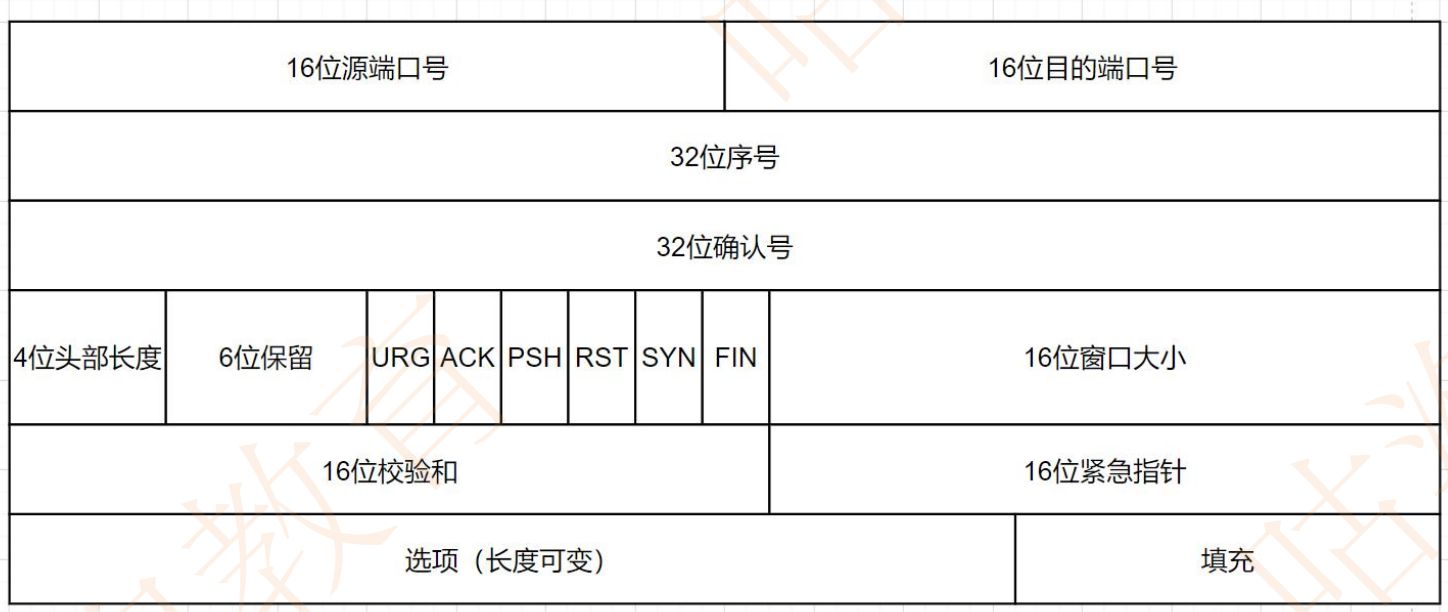 16位源端口号 16位目的端口号
32位序号
32位确认号
4位头部长度 6位保留 URG ACK PSH RST SYN FIN 16位窗口大小
16位校验和 16位紧急指针
选项（长度可变） 填充
教育
咕